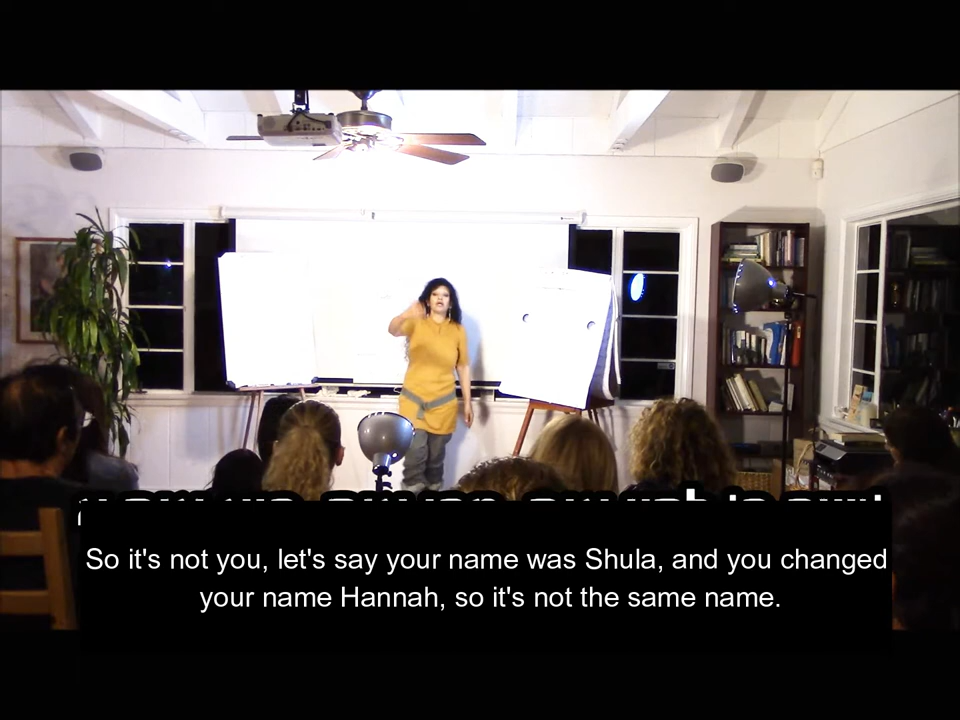 So it's not you, let's say your name was Shula, and you changed
your name Hannah, so it's not the same name.